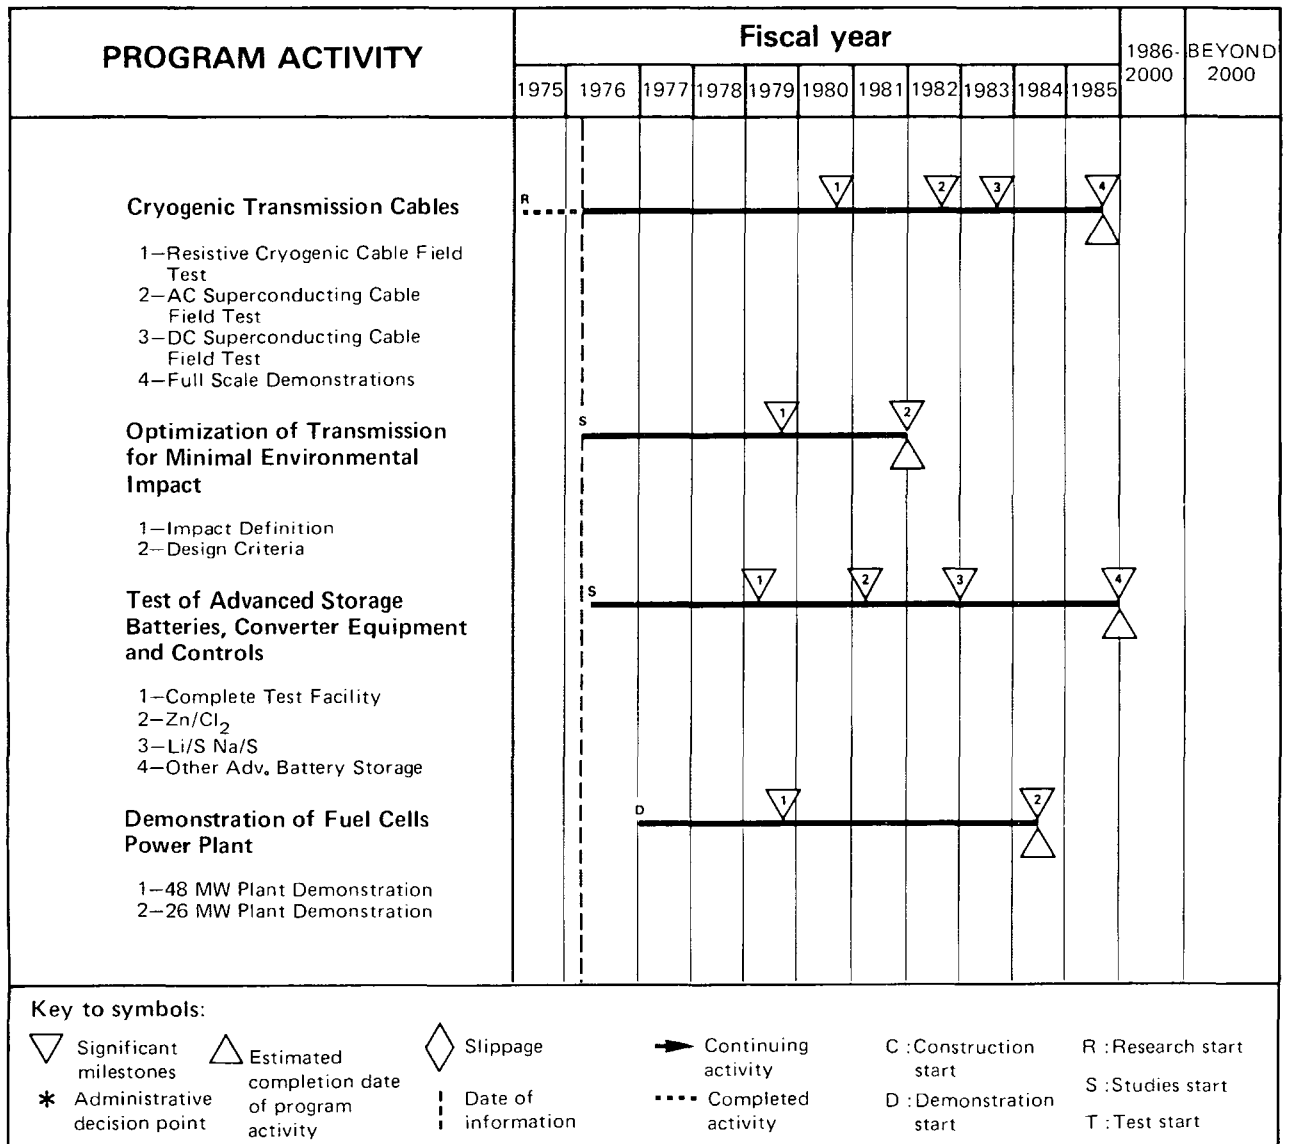 PROGRAM ACTIVITY
Fiscal year
1986-
2000
BEYOND
2000
1975 1976 1977 1978 1979 1980 1981 1982 1983 1984 1985
Cryogenic Transmission Cables
R
1 2 3 4
1—Resistive Cryogenic Cable Field
Test
2—AC Superconducting Cable
Field Test
3—DC Superconducting Cable
Field Test
4—Full Scale Demonstrations
Optimization of Transmission
for Minimal Environmental
Impact
S
1 2
1—Impact Definition
2—Design Criteria
Test of Advanced Storage
Batteries, Converter Equipment
and Controls
S
1 2 3 4
1—Complete Test Facility
2—Zn/Cl2
3—Li/S Na/S
4—Other Adv. Battery Storage
Demonstration of Fuel Cells
Power Plant
D
1 2
1—48 MW Plant Demonstration
2—26 MW Plant Demonstration
Key to symbols:
Significant
milestones
* Administrative
decision point
Estimated
completion date
of program
activity
Slippage
Date of
information
Continuing
activity
Completed
activity
C : Construction
start
D : Demonstration
start
R : Research start
S : Studies start
T : Test start